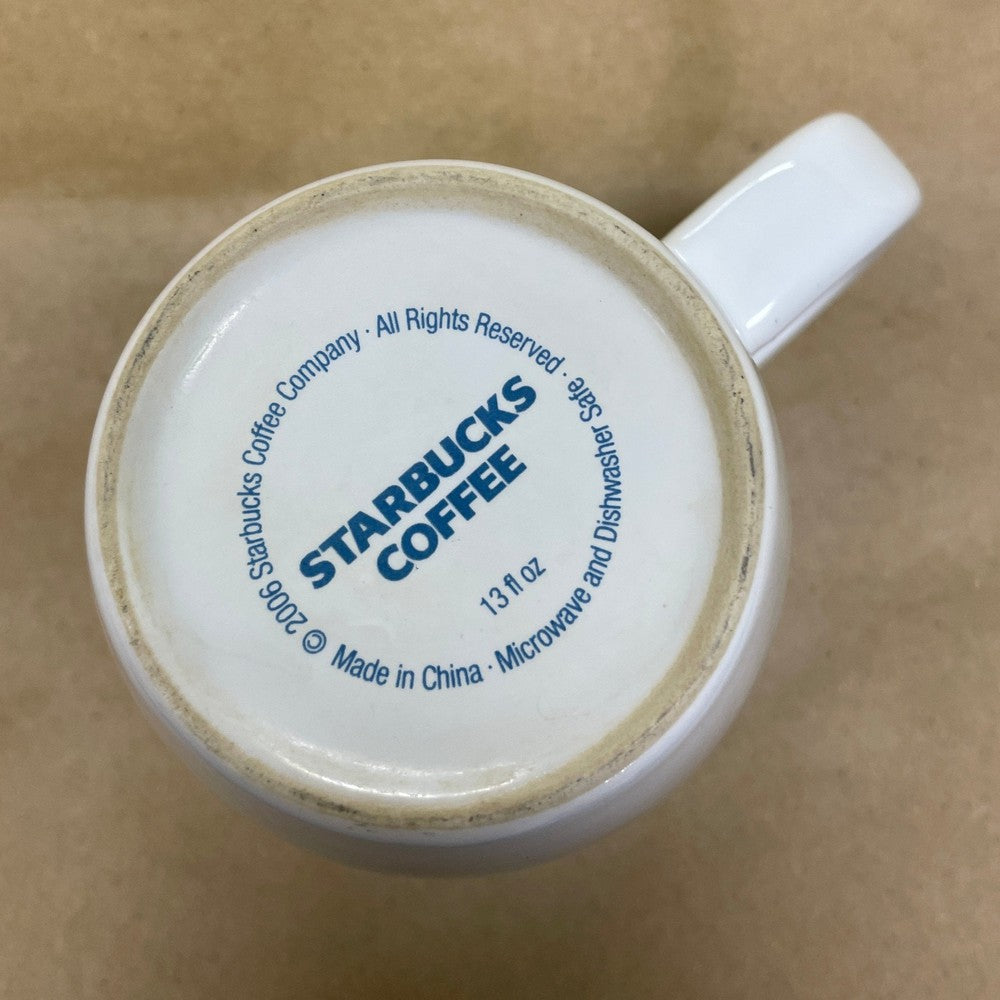 © 2006 Starbucks Coffee Company · All Rights Reserved · Microwave and Dishwasher Safe · Made in China ·
STARBUCKS
COFFEE
13 fl oz